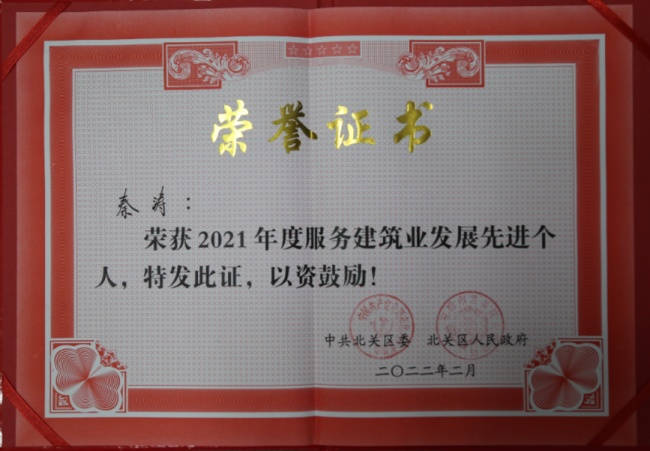 荣誉证书
秦涛：
荣获2021年度服务建筑业发展先进个
人，特发此证，以资鼓励！
中共北关区委 北关区人民政府
二〇二二年二月